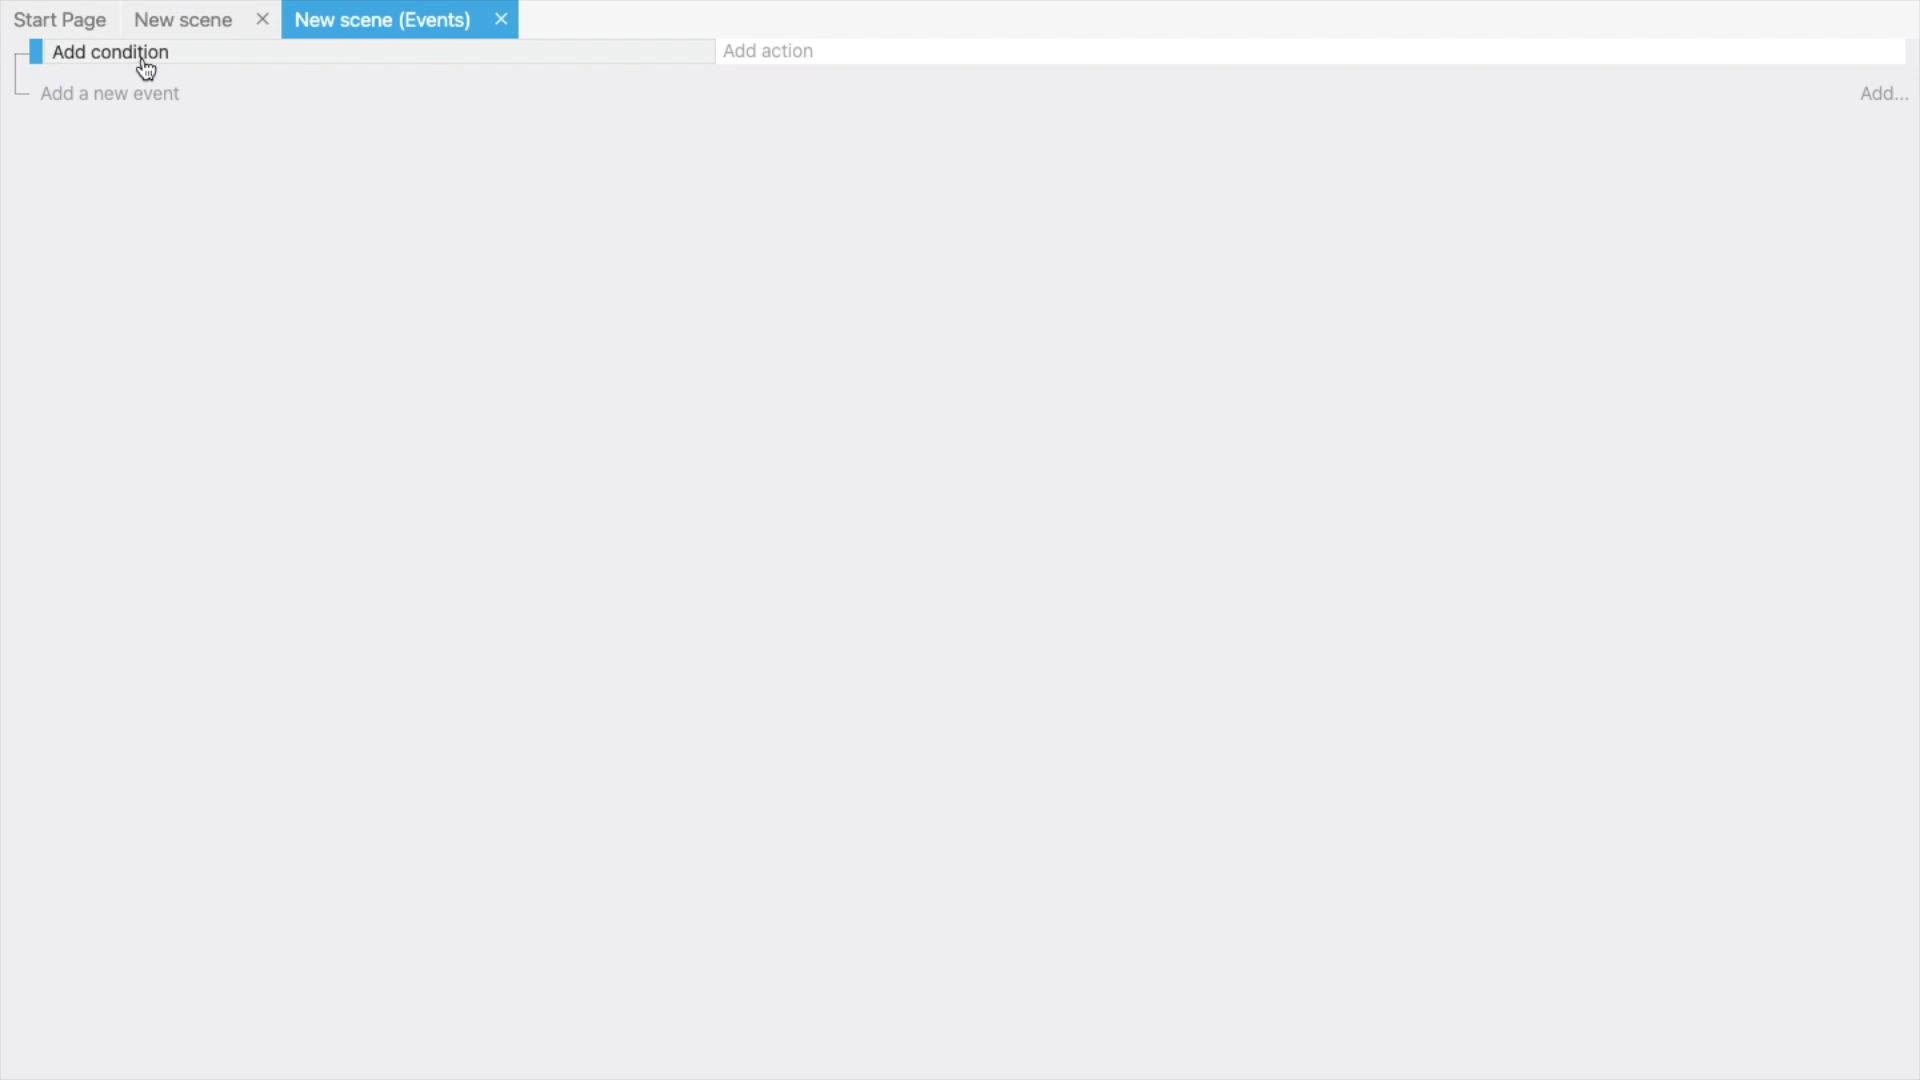 Start Page New scene New scene (Events)
Add condition Add action
Add a new event Add...